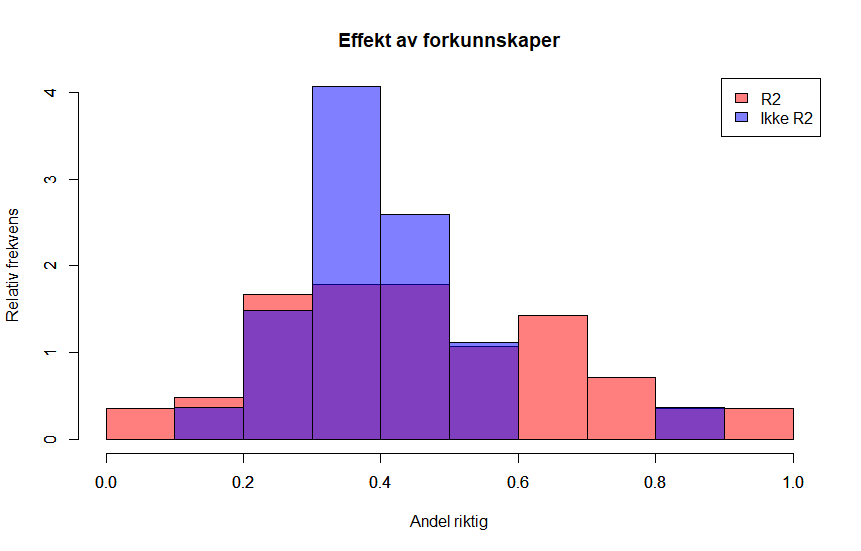 Effekt av forkunnskaper
R2
Ikke R2
Relativ frekvens
4
3
2
1
0
0.0 0.2 0.4 0.6 0.8 1.0
Andel riktig